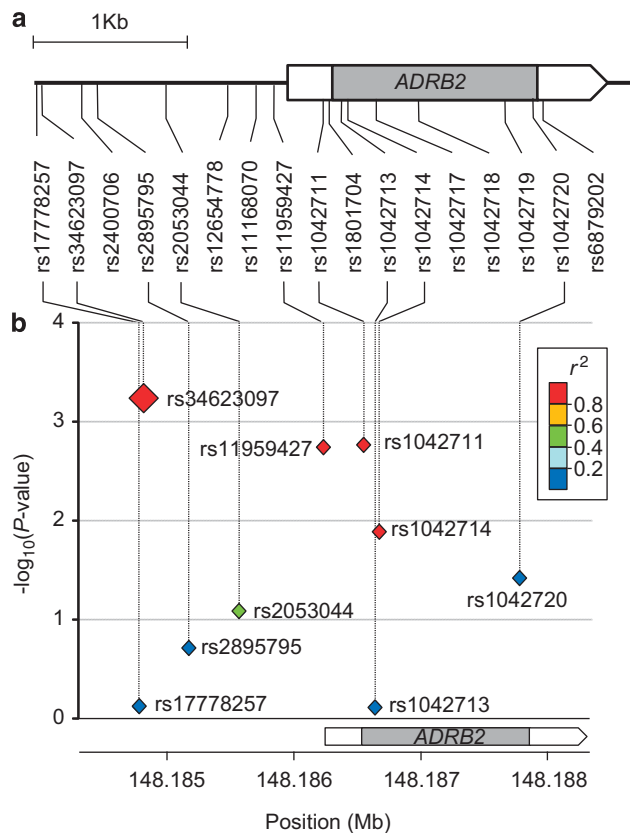 a
1Kb
ADRB2
rs17778257
rs34623097
rs2400706
rs2895795
rs2053044
rs12654778
rs11168070
rs11959427
rs1042711
rs1801704
rs1042713
rs1042714
rs1042717
rs1042718
rs1042719
rs1042720
rs6879202
b
4
3
2
1
0
-log10(P-value)
r2
0.8
0.6
0.4
0.2
rs34623097
rs11959427
rs1042711
rs1042714
rs1042720
rs2053044
rs2895795
rs17778257
rs1042713
ADRB2
148.185
148.186
148.187
148.188
Position (Mb)